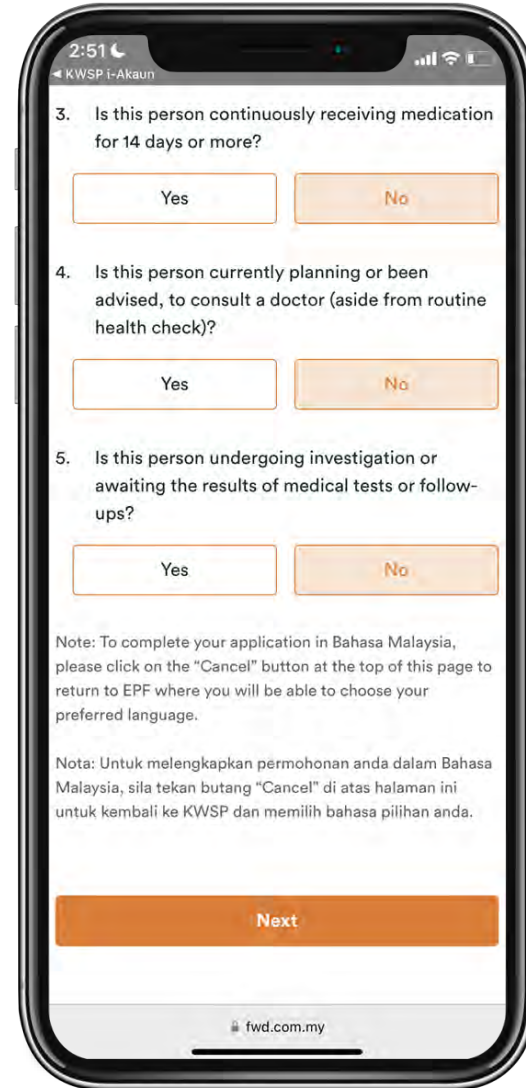 2:51
◀ KWSP i-Akaun
3. Is this person continuously receiving medication
for 14 days or more?
Yes No
4. Is this person currently planning or been
advised, to consult a doctor (aside from routine
health check)?
Yes No
5. Is this person undergoing investigation or
awaiting the results of medical tests or follow-
ups?
Yes No
Note: To complete your application in Bahasa Malaysia,
please click on the “Cancel” button at the top of this page to
return to EPF where you will be able to choose your
preferred language.
Nota: Untuk melengkapkan permohonan anda dalam Bahasa
Malaysia, sila tekan butang “Cancel” di atas halaman ini
untuk kembali ke KWSP dan memilih bahasa pilihan anda.
Next
fwd.com.my